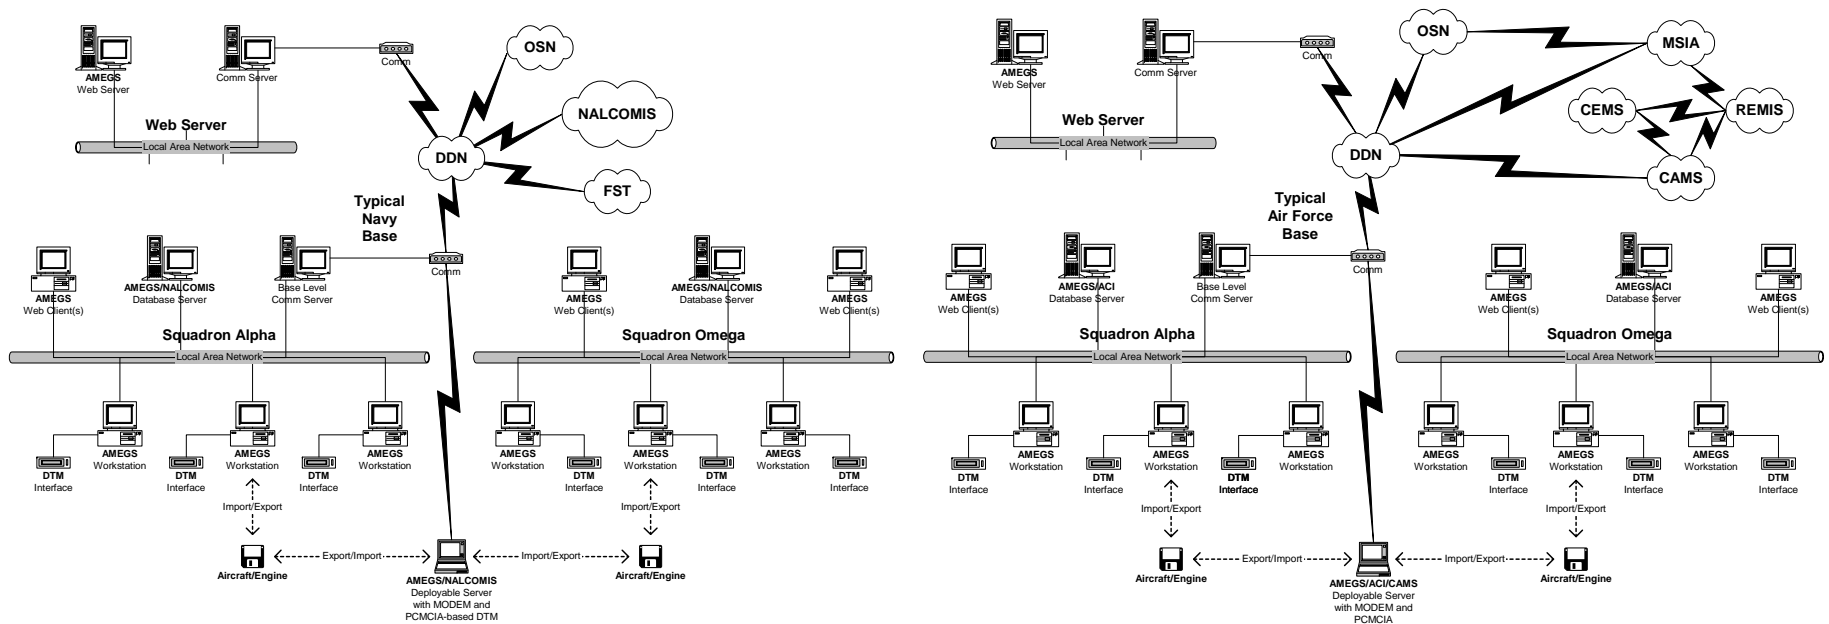 AMEGS
Web Server
Comm Server
Comm
OSN
NALCOMIS
Web Server
Local Area Network
DDN
FST
Typical
Navy
Base
Comm
AMEGS
Web Client(s)
AMEGS/NALCOMIS
Database Server
Base Level
Comm Server
AMEGS
Web Client(s)
AMEGS/NALCOMIS
Database Server
AMEGS
Web Client(s)
Squadron Alpha
Squadron Omega
Local Area Network
Local Area Network
AMEGS
Workstation
AMEGS
Workstation
AMEGS
Workstation
AMEGS
Workstation
AMEGS
Workstation
AMEGS
Workstation
DTM
Interface
DTM
Interface
DTM
Interface
DTM
Interface
DTM
Interface
DTM
Interface
Import/Export
Import/Export
Export/Import
Import/Export
Aircraft/Engine
Aircraft/Engine
AMEGS/NALCOMIS
Deployable Server
with MODEM and
PCMCIA-based DTM
AMEGS
Web Server
Comm Server
Comm
OSN
MSIA
CEMS
REMIS
Web Server
Local Area Network
DDN
CAMS
Typical
Air Force
Base
Comm
AMEGS
Web Client(s)
AMEGS/ACI
Database Server
Base Level
Comm Server
AMEGS
Web Client(s)
AMEGS/ACI
Database Server
AMEGS
Web Client(s)
Squadron Alpha
Squadron Omega
Local Area Network
Local Area Network
AMEGS
Workstation
AMEGS
Workstation
AMEGS
Workstation
AMEGS
Workstation
AMEGS
Workstation
AMEGS
Workstation
DTM
Interface
DTM
Interface
DTM
Interface
DTM
Interface
DTM
Interface
DTM
Interface
Import/Export
Import/Export
Export/Import
Import/Export
Aircraft/Engine
Aircraft/Engine
AMEGS/ACI/CAMS
Deployable Server
with MODEM and
PCMCIA